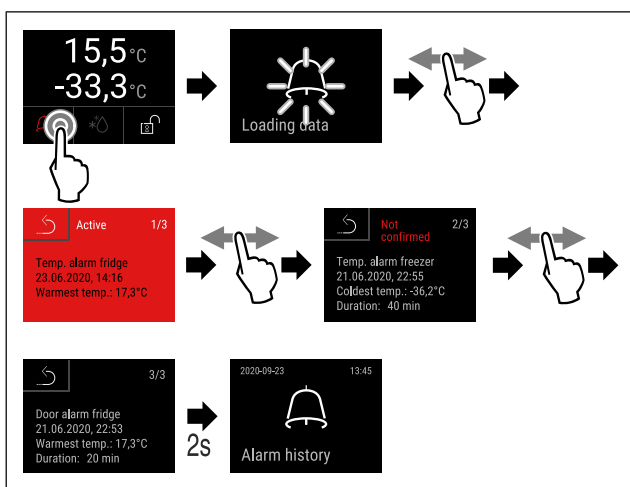 15,5°C
-33,3°C
Loading data
Active 1/3
Temp. alarm fridge
23.06.2020, 14:16
Warmest temp.: 17,3°C
Not confirmed 2/3
Temp. alarm freezer
21.06.2020, 22:55
Coldest temp.: -36,2°C
Duration: 40 min
3/3
Door alarm fridge
21.06.2020, 22:53
Warmest temp.: 17,3°C
Duration: 20 min
2s
2020-09-23 13:45
Alarm history